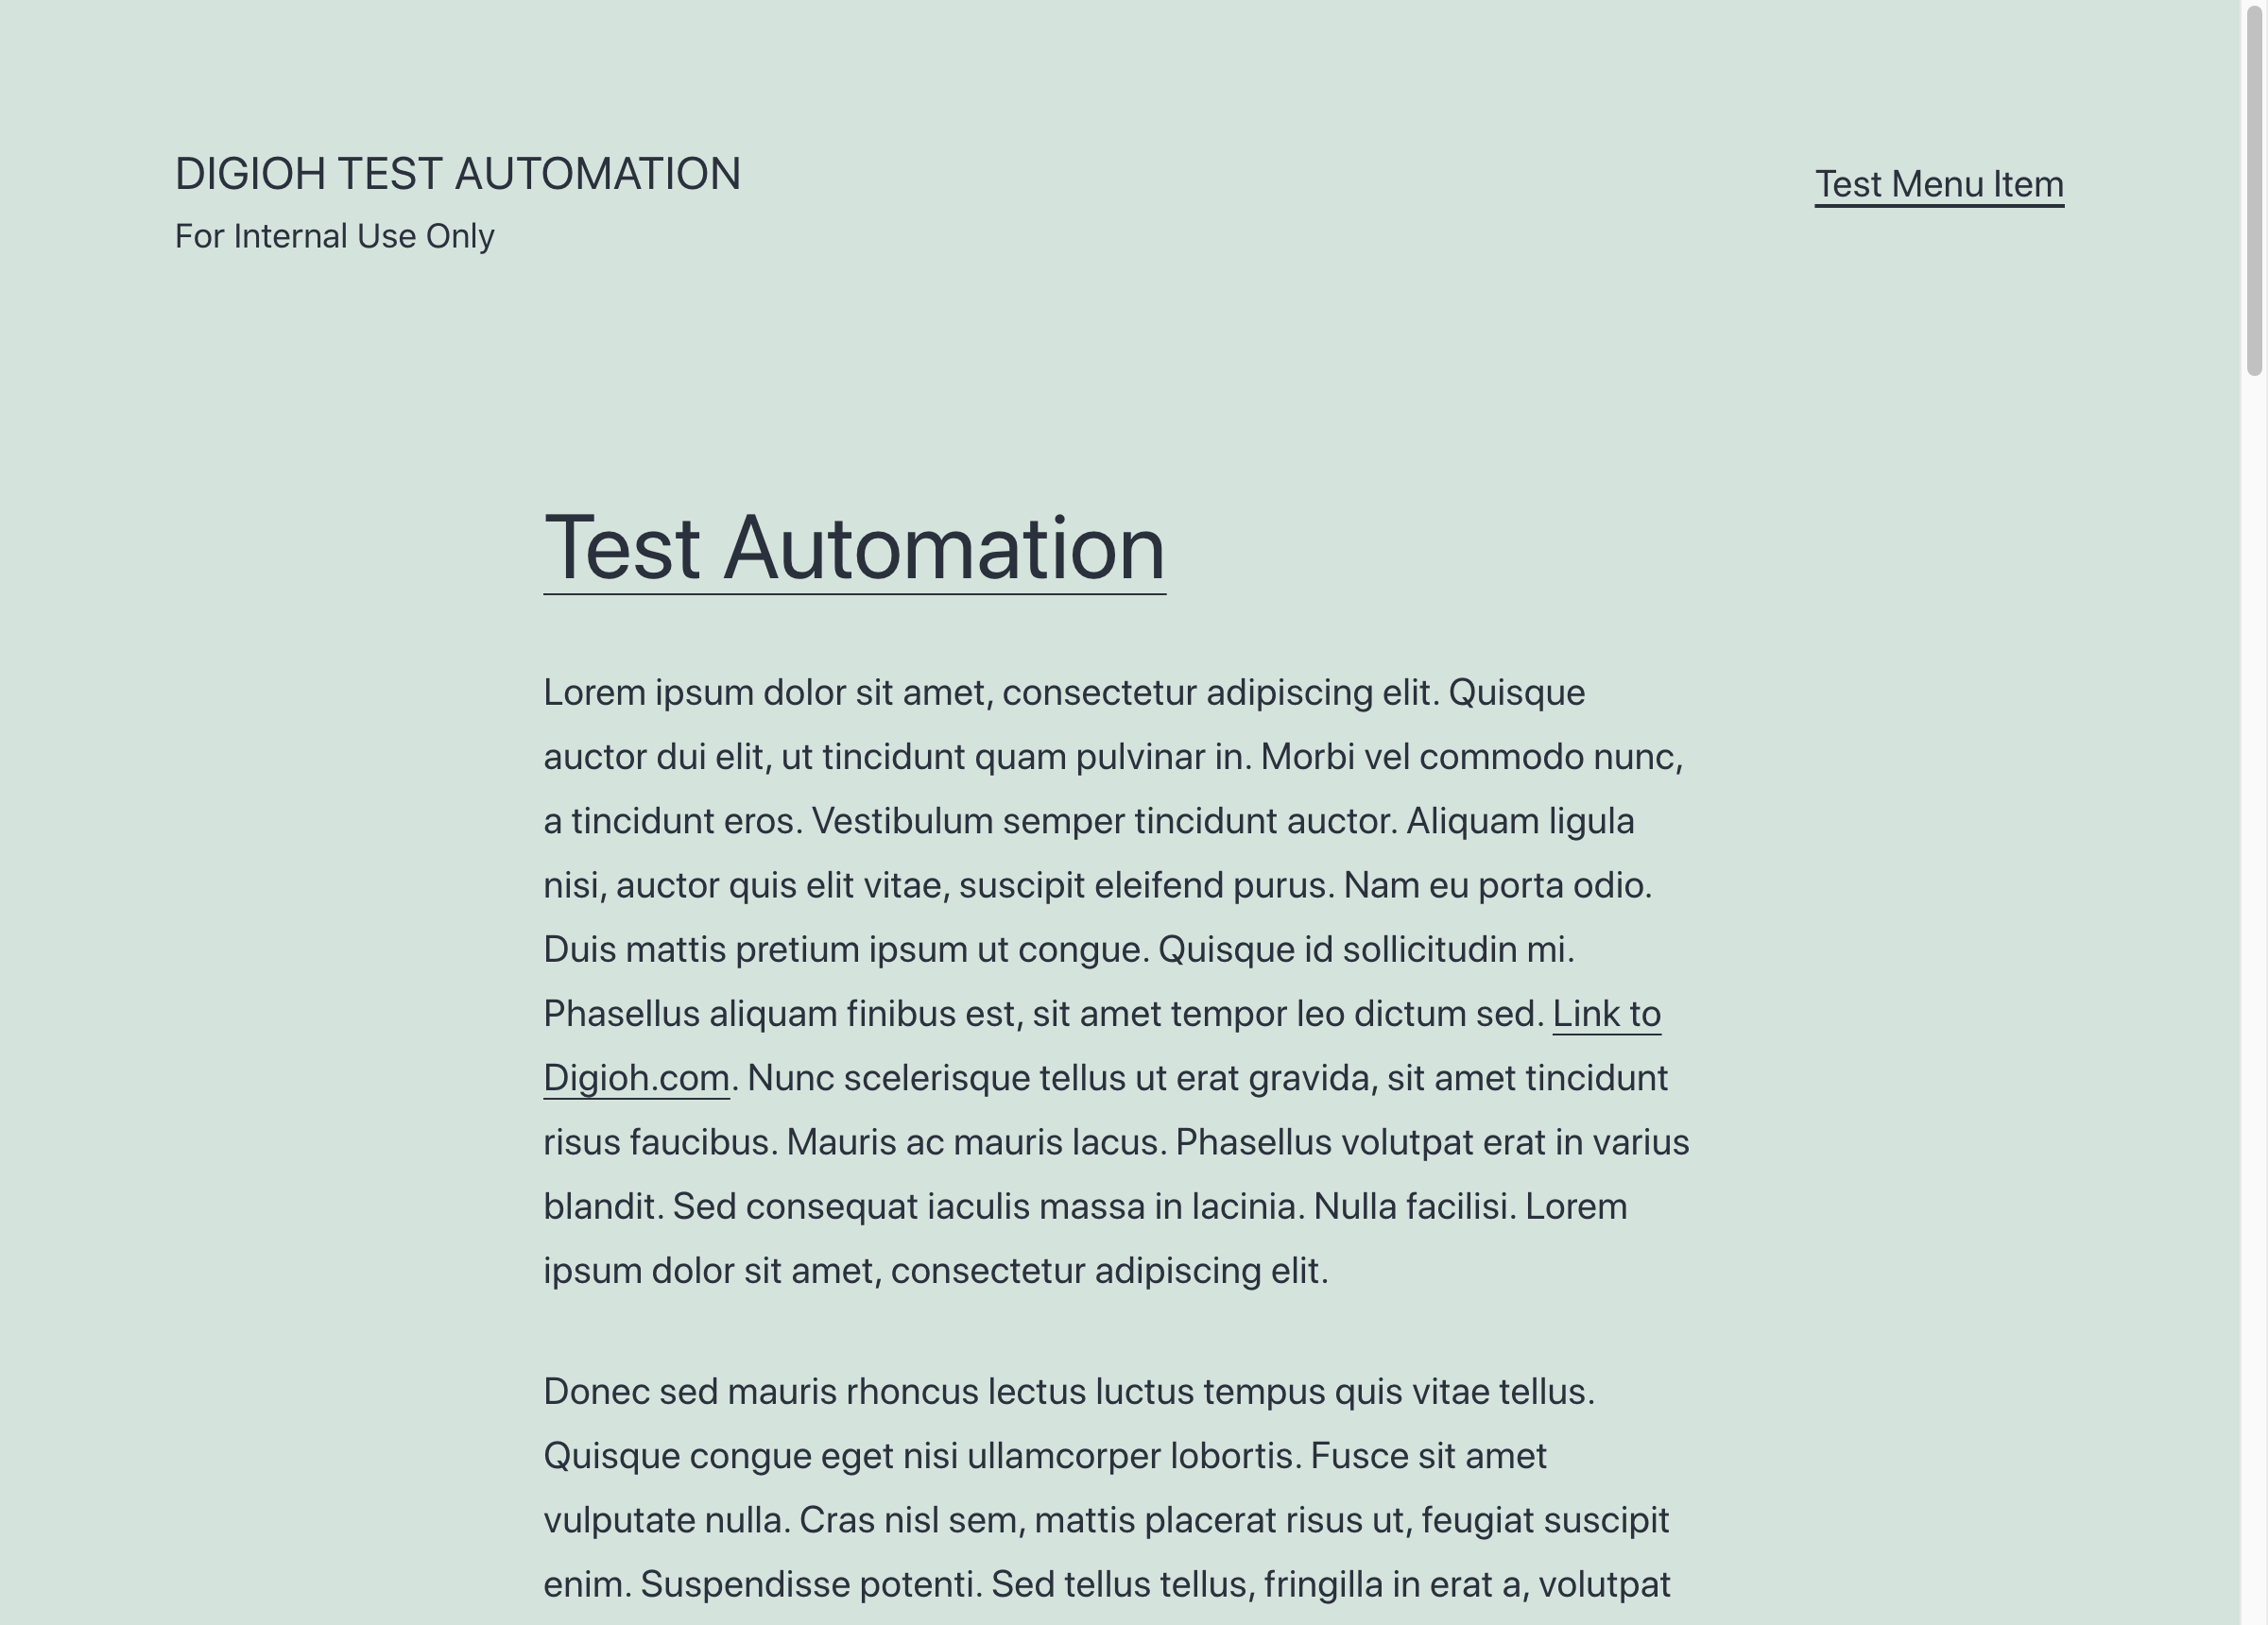 DIGIOH TEST AUTOMATION
For Internal Use Only
Test Menu Item
Test Automation
Lorem ipsum dolor sit amet, consectetur adipiscing elit. Quisque
auctor dui elit, ut tincidunt quam pulvinar in. Morbi vel commodo nunc,
a tincidunt eros. Vestibulum semper tincidunt auctor. Aliquam ligula
nisi, auctor quis elit vitae, suscipit eleifend purus. Nam eu porta odio.
Duis mattis pretium ipsum ut congue. Quisque id sollicitudin mi.
Phasellus aliquam finibus est, sit amet tempor leo dictum sed. Link to
Digioh.com. Nunc scelerisque tellus ut erat gravida, sit amet tincidunt
risus faucibus. Mauris ac mauris lacus. Phasellus volutpat erat in varius
blandit. Sed consequat iaculis massa in lacinia. Nulla facilisi. Lorem
ipsum dolor sit amet, consectetur adipiscing elit.
Donec sed mauris rhoncus lectus luctus tempus quis vitae tellus.
Quisque congue eget nisi ullamcorper lobortis. Fusce sit amet
vulputate nulla. Cras nisl sem, mattis placerat risus ut, feugiat suscipit
enim. Suspendisse potenti. Sed tellus tellus, fringilla in erat a, volutpat